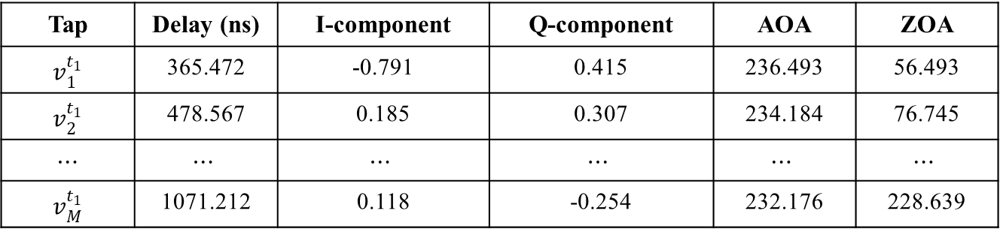 Tap Delay (ns) I-component Q-component AOA ZOA
$v_1^{t_1}$ 365.472 -0.791 0.415 236.493 56.493
$v_2^{t_1}$ 478.567 0.185 0.307 234.184 76.745
… … … … … …
$v_M^{t_1}$ 1071.212 0.118 -0.254 232.176 228.639